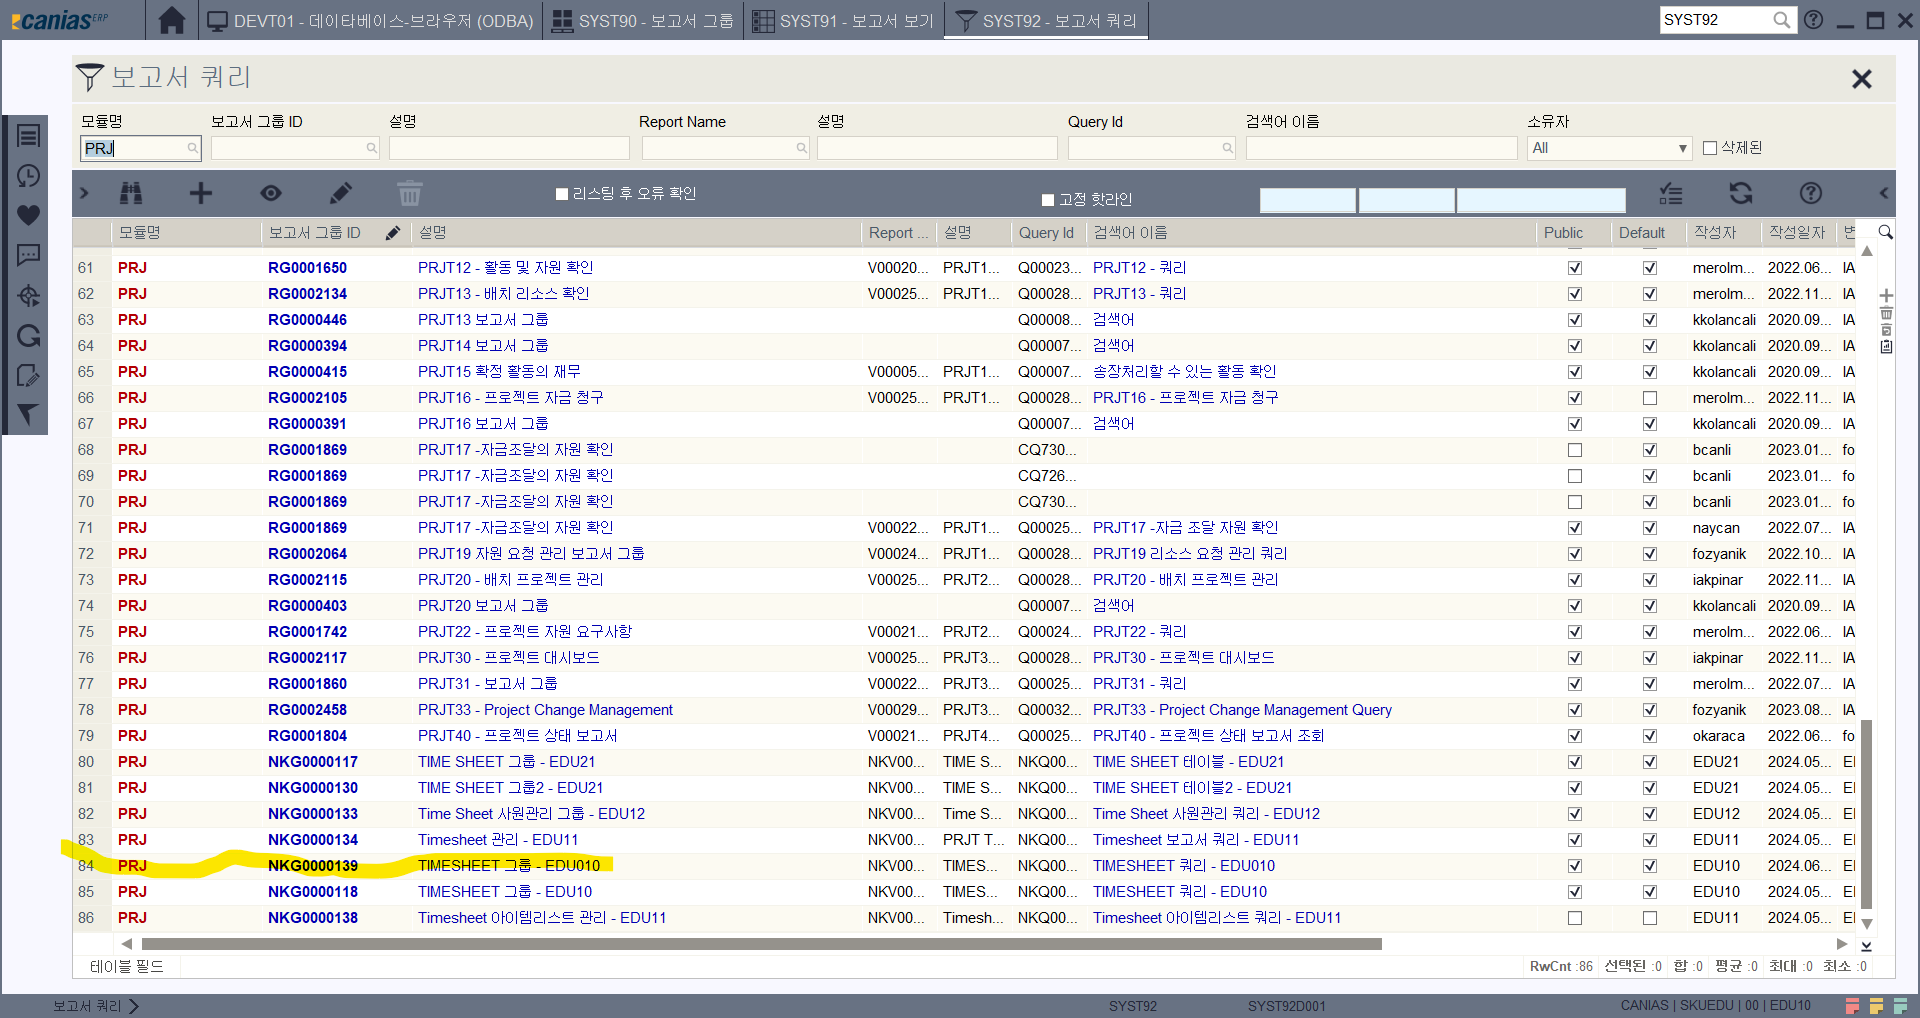 canias ERP
DEVT01 - 데이타베이스-브라우저 (ODBA)
SYST90 - 보고서 그룹
SYST91 - 보고서 보기
SYST92 - 보고서 쿼리
SYST92
보고서 쿼리
모듈명 보고서 그룹 ID 설명 Report Name 설명 Query Id 검색어 이름 소유자
PRJ All 삭제된
리스팅 후 오류 확인 고정 핫라인
모듈명 보고서 그룹 ID 설명 Report ... 설명 Query Id 검색어 이름 Public Default 작성자 작성일자
61 PRJ RG0001650 PRJT12 - 활동 및 자원 확인 V00020... PRJT1... Q00023... PRJT12 - 쿼리 merolm... 2022.06... IA
62 PRJ RG0002134 PRJT13 - 배치 리소스 확인 V00025... PRJT1... Q00028... PRJT13 - 쿼리 merolm... 2022.11... IA
63 PRJ RG0000446 PRJT13 보고서 그룹 Q00008... 검색어 kkolancali 2020.09... IA
64 PRJ RG0000394 PRJT14 보고서 그룹 Q00007... 검색어 kkolancali 2020.09... IA
65 PRJ RG0000415 PRJT15 확정 활동의 재무 V00005... PRJT1... Q00007... 송장처리할 수 있는 활동 확인 kkolancali 2020.09... IA
66 PRJ RG0002105 PRJT16 - 프로젝트 자금 청구 V00025... PRJT1... Q00028... PRJT16 - 프로젝트 자금 청구 merolm... 2022.11... IA
67 PRJ RG0000391 PRJT16 보고서 그룹 Q00007... 검색어 kkolancali 2020.09... IA
68 PRJ RG0001869 PRJT17 -자금조달의 자원 확인 CQ730... bcanli 2023.01... fo
69 PRJ RG0001869 PRJT17 -자금조달의 자원 확인 CQ726... bcanli 2023.01... fo
70 PRJ RG0001869 PRJT17 -자금조달의 자원 확인 CQ730... bcanli 2023.01... fo
71 PRJ RG0001869 PRJT17 -자금조달의 자원 확인 V00022... PRJT1... Q00025... PRJT17 -자금 조달 자원 확인 naycan 2022.07... IA
72 PRJ RG0002064 PRJT19 자원 요청 관리 보고서 그룹 V00024... PRJT1... Q00028... PRJT19 리소스 요청 관리 쿼리 fozyanik 2022.10... IA
73 PRJ RG0002115 PRJT20 - 배치 프로젝트 관리 V00025... PRJT2... Q00028... PRJT20 - 배치 프로젝트 관리 iakpinar 2022.11... IA
74 PRJ RG0000403 PRJT20 보고서 그룹 Q00007... 검색어 kkolancali 2020.09... IA
75 PRJ RG0001742 PRJT22 - 프로젝트 자원 요구사항 V00021... PRJT2... Q00024... PRJT22 - 쿼리 merolm... 2022.06... IA
76 PRJ RG0002117 PRJT30 - 프로젝트 대시보드 V00025... PRJT3... Q00028... PRJT30 - 프로젝트 대시보드 iakpinar 2022.11... IA
77 PRJ RG0001860 PRJT31 - 보고서 그룹 V00022... PRJT3... Q00025... PRJT31 - 쿼리 merolm... 2022.07... IA
78 PRJ RG0002458 PRJT33 - Project Change Management V00029... PRJT3... Q00032... PRJT33 - Project Change Management Query fozyanik 2023.08... IA
79 PRJ RG0001804 PRJT40 - 프로젝트 상태 보고서 V00021... PRJT4... Q00025... PRJT40 - 프로젝트 상태 보고서 조회 okaraca 2022.06... fo
80 PRJ NKG0000117 TIME SHEET 그룹 - EDU21 NKV00... TIME S... NKQ00... TIME SHEET 테이블 - EDU21 EDU21 2024.05...
81 PRJ NKG0000130 TIME SHEET 그룹2 - EDU21 NKV00... TIME S... NKQ00... TIME SHEET 테이블2 - EDU21 EDU21 2024.05...
82 PRJ NKG0000133 Time Sheet 사원관리 그룹 - EDU12 NKV00... Time S... NKQ00... Time Sheet 사원관리 쿼리 - EDU12 EDU12 2024.05...
83 PRJ NKG0000134 Timesheet 관리 - EDU11 NKV00... PRJT T... NKQ00... Timesheet 보고서 쿼리 - EDU11 EDU11 2024.05...
84 PRJ NKG0000139 TIMESHEET 그룹 - EDU010 NKV00... TIMES... NKQ00... TIMESHEET 쿼리 - EDU010 EDU10 2024.06...
85 PRJ NKG0000118 TIMESHEET 그룹 - EDU10 NKV00... TIMES... NKQ00... TIMESHEET 쿼리 - EDU10 EDU10 2024.05...
86 PRJ NKG0000138 Timesheet 아이템리스트 관리 - EDU11 NKV00... Timesh... NKQ00... Timesheet 아이템리스트 쿼리 - EDU11 EDU11 2024.05...
테이블 필드 RwCnt :86 선택된 :0 합 :0 평균 :0 최대 :0 최소 :0
보고서 쿼리 SYST92 SYST92D001 CANIAS | SKUEDU | 00 | EDU10